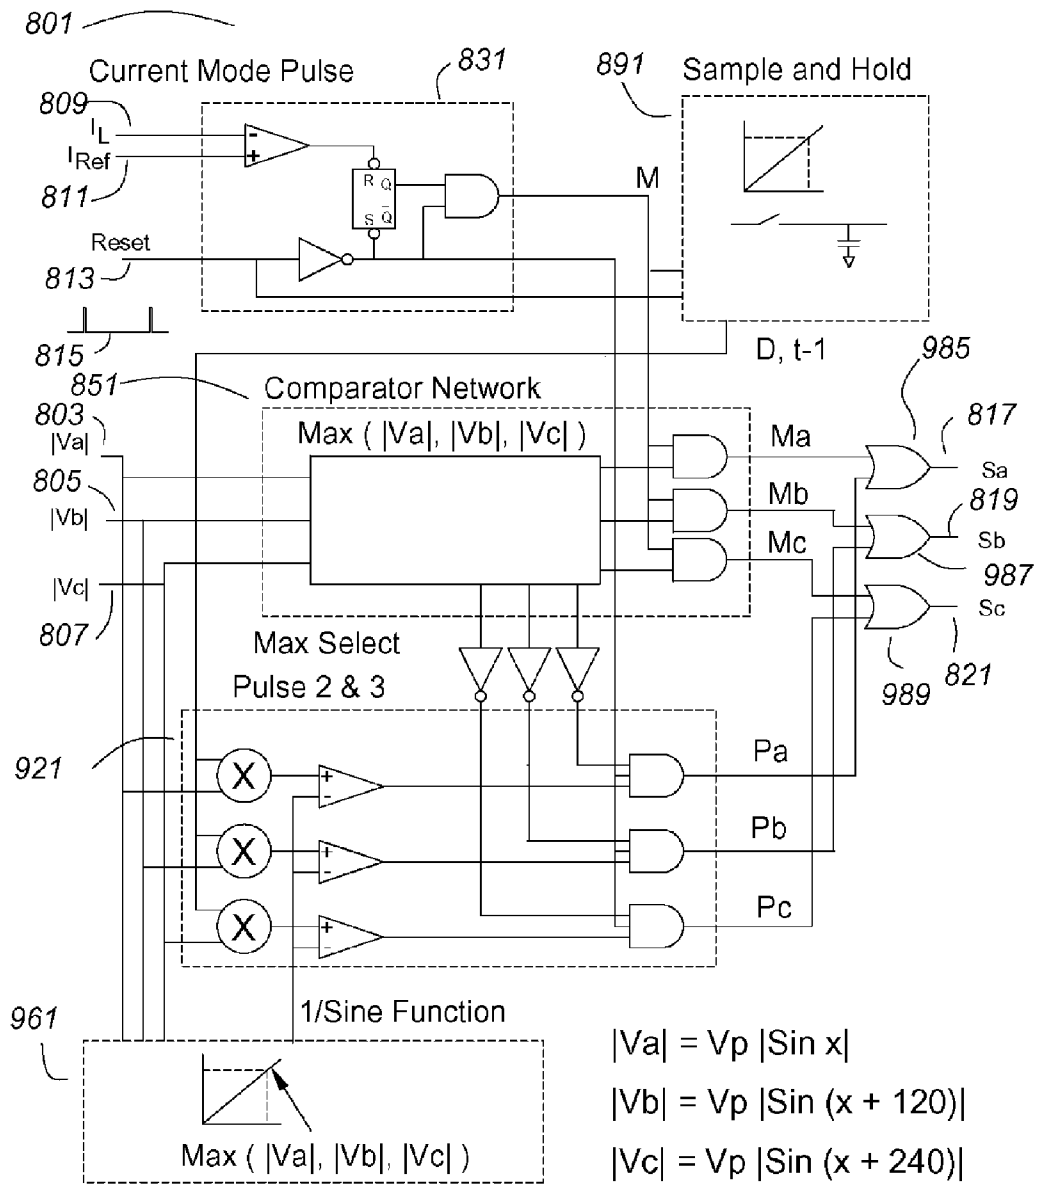 801
Current Mode Pulse
831
891
Sample and Hold
809
IL
IRef
811
- 
+
R Q
S Q̅
M
Reset
813
815
D, t-1
985
851
Comparator Network
803
Max ( |Va|, |Vb|, |Vc| )
|Va|
Ma
817
Sa
805
|Vb|
Mb
819
Sb
Mc
987
|Vc|
807
Sc
821
989
Max Select
Pulse 2 & 3
921
X
+
-
Pa
X
+
-
Pb
X
+
-
Pc
961
1/Sine Function
Max ( |Va|, |Vb|, |Vc| )
|Va| = Vp |Sin x|
|Vb| = Vp |Sin (x + 120)|
|Vc| = Vp |Sin (x + 240)|